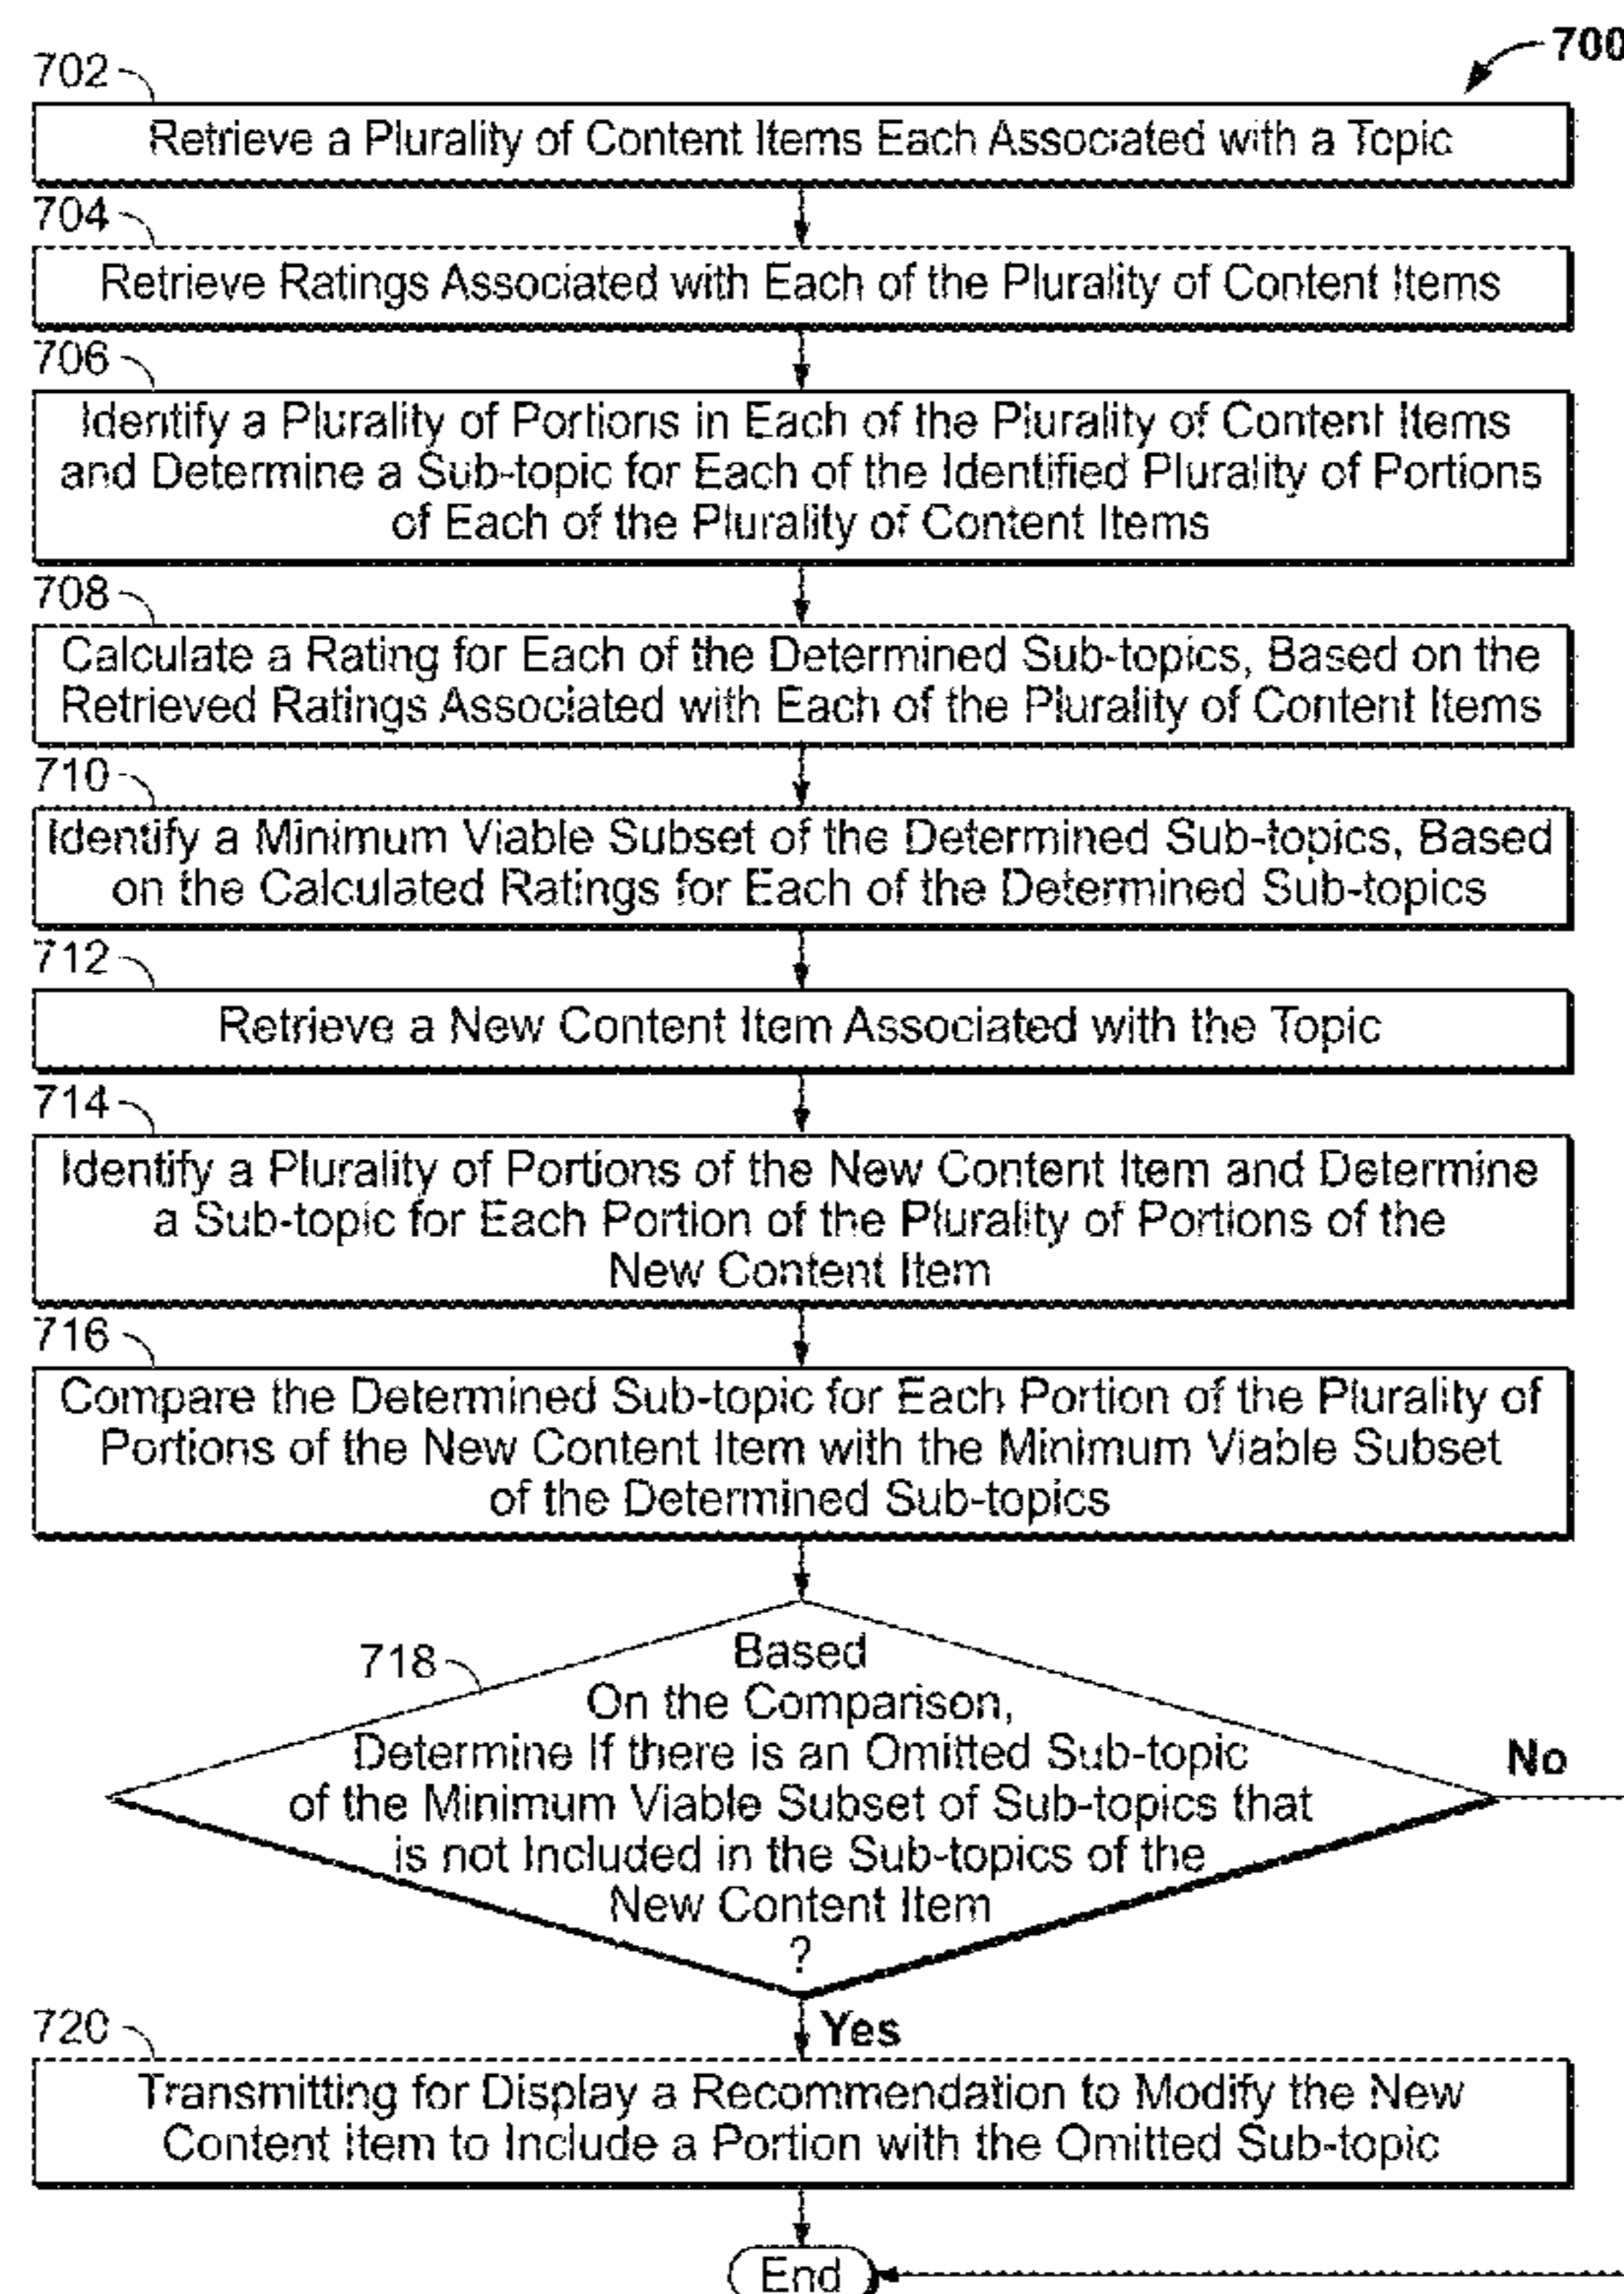 700
702
Retrieve a Plurality of Content Items Each Associated with a Topic
704
Retrieve Ratings Associated with Each of the Plurality of Content Items
706
Identify a Plurality of Portions in Each of the Plurality of Content Items
and Determine a Sub-topic for Each of the Identified Plurality of Portions
of Each of the Plurality of Content Items
708
Calculate a Rating for Each of the Determined Sub-topics, Based on the
Retrieved Ratings Associated with Each of the Plurality of Content Items
710
Identify a Minimum Viable Subset of the Determined Sub-topics, Based
on the Calculated Ratings for Each of the Determined Sub-topics
712
Retrieve a New Content Item Associated with the Topic
714
Identify a Plurality of Portions of the New Content Item and Determine
a Sub-topic for Each Portion of the Plurality of Portions of the
New Content Item
716
Compare the Determined Sub-topic for Each Portion of the Plurality of
Portions of the New Content Item with the Minimum Viable Subset
of the Determined Sub-topics
718
Based
On the Comparison,
Determine If there is an Omitted Sub-topic
of the Minimum Viable Subset of Sub-topics that
is not Included in the Sub-topics of the
New Content Item
?
No
Yes
720
Transmitting for Display a Recommendation to Modify the New
Content item to Include a Portion with the Omitted Sub-topic
End